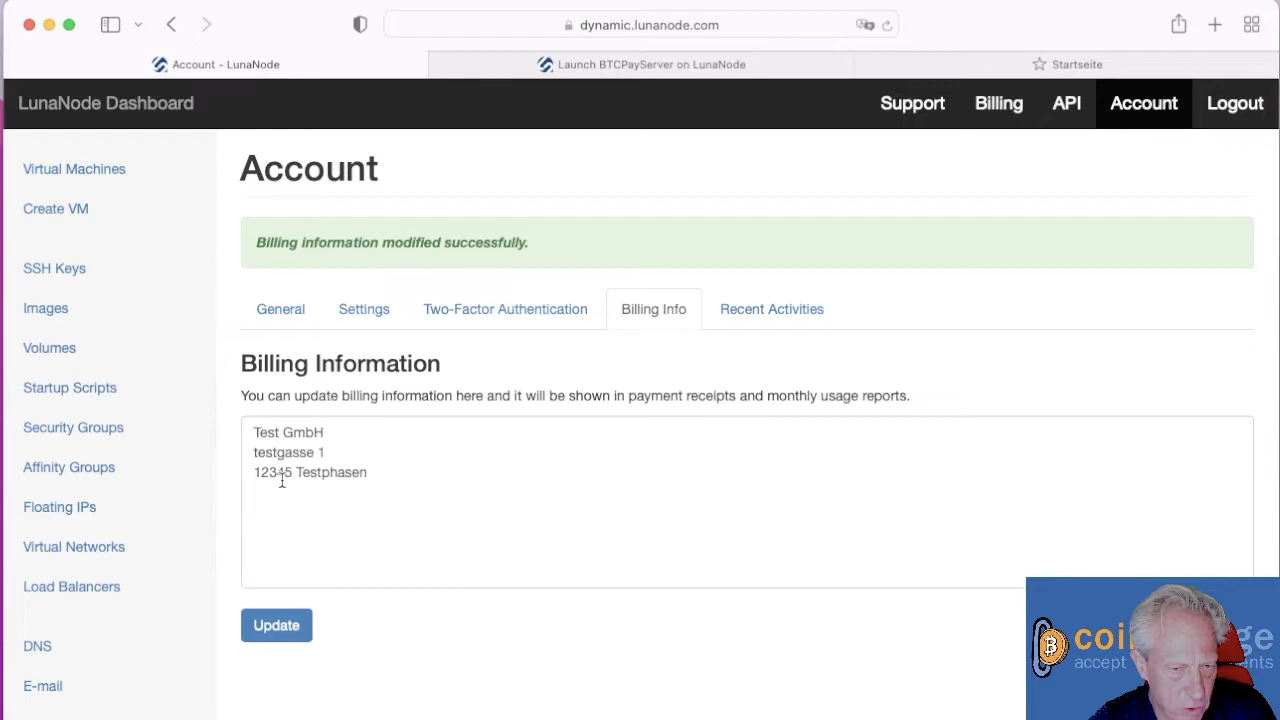 dynamic.lunanode.com
Account - LunaNode
Launch BTCPayServer on LunaNode
Startseite
LunaNode Dashboard
Support
Billing
API
Account
Logout
Virtual Machines
Create VM
SSH Keys
Images
Volumes
Startup Scripts
Security Groups
Affinity Groups
Floating IPs
Virtual Networks
Load Balancers
DNS
E-mail
Account
Billing information modified successfully.
General
Settings
Two-Factor Authentication
Billing Info
Recent Activities
Billing Information
You can update billing information here and it will be shown in payment receipts and monthly usage reports.
Test GmbH
testgasse 1
12345 Testphasen
Update
accept